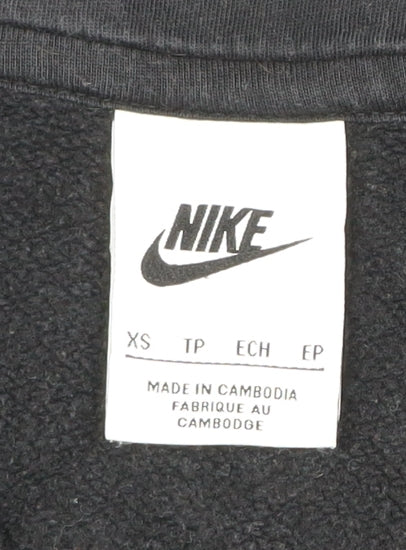 NIKE
XS TP ECH EP
MADE IN CAMBODIA
FABRIQUE AU
CAMBODGE